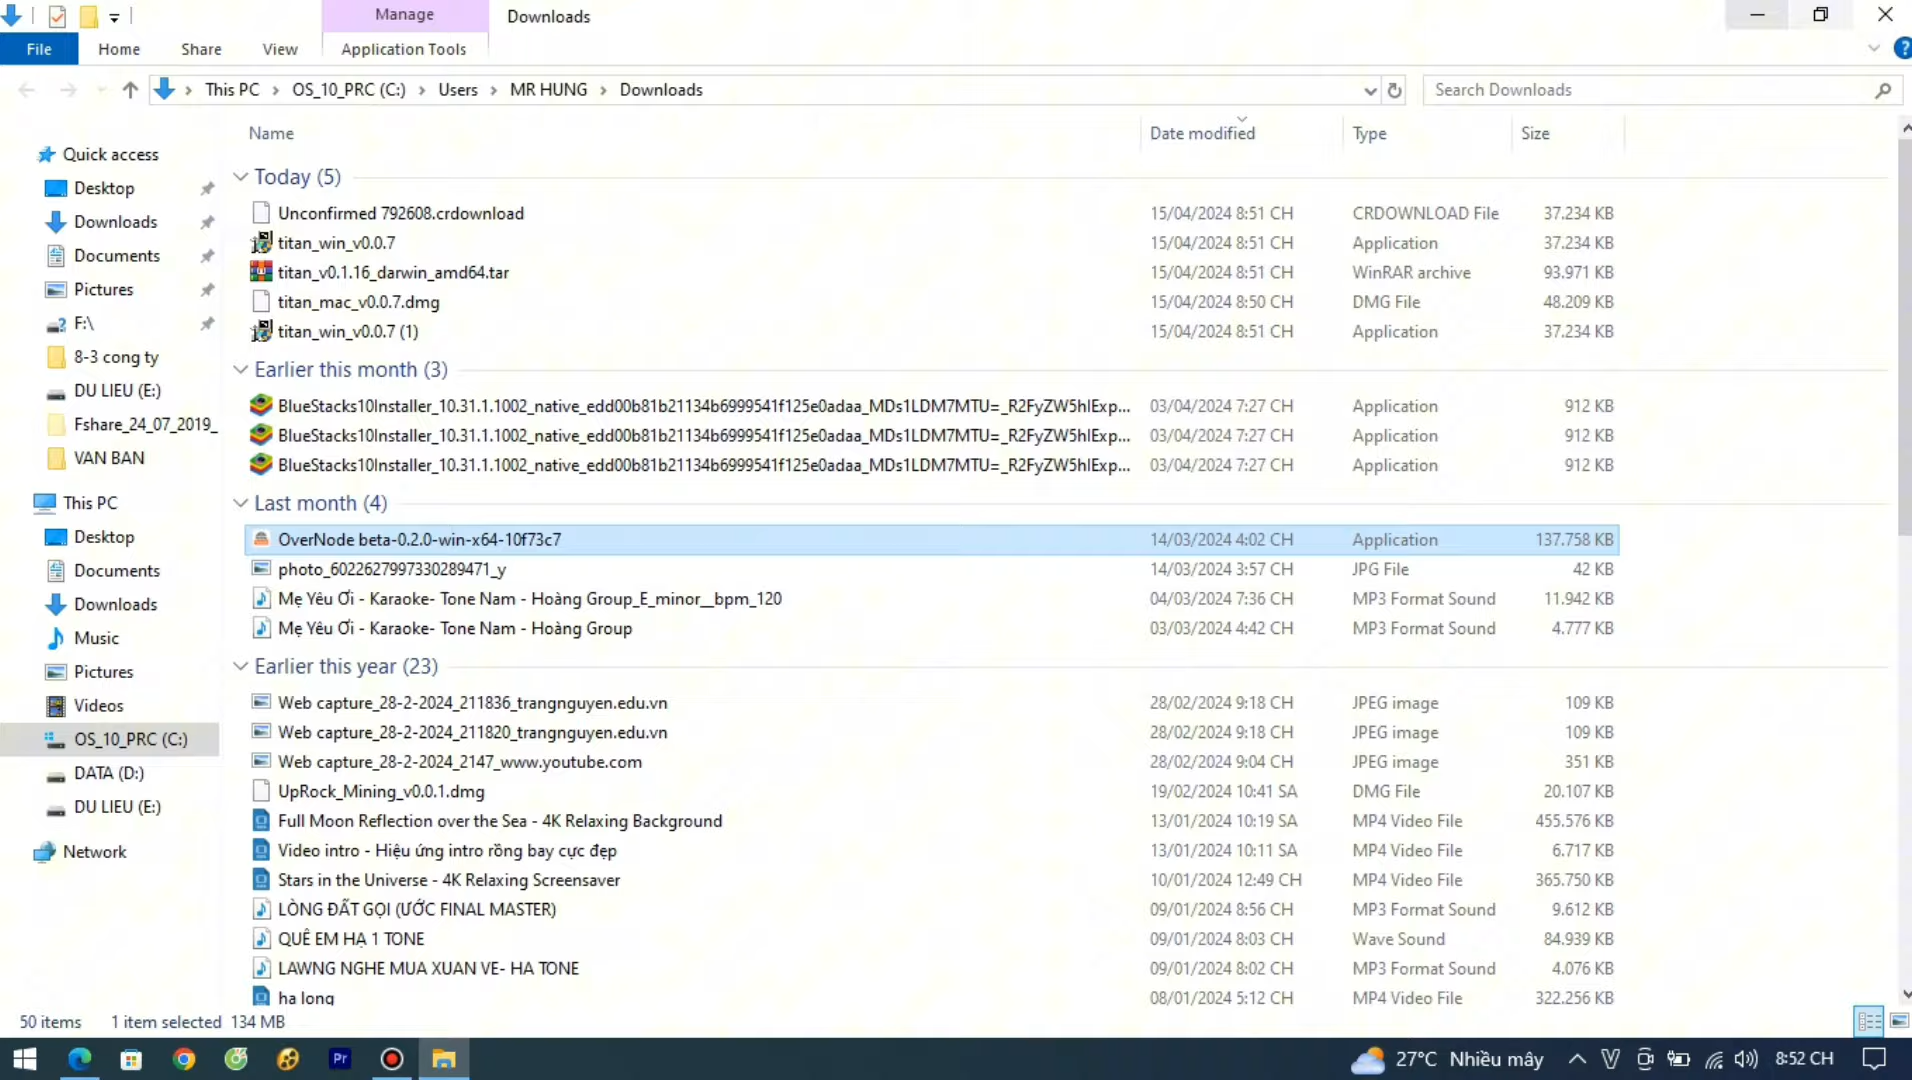 Manage
Downloads
File
Home
Share
View
Application Tools
This PC > OS_10_PRC (C:) > Users > MR HUNG > Downloads
Search Downloads
Name
Date modified
Type
Size
Quick access
Desktop
Downloads
Documents
Pictures
F:\
8-3 cong ty
DU LIEU (E:)
Fshare_24_07_2019_
VAN BAN
This PC
Desktop
Documents
Downloads
Music
Pictures
Videos
OS_10_PRC (C:)
DATA (D:)
DU LIEU (E:)
Network
Today (5)
Unconfirmed 792608.crdownload 15/04/2024 8:51 CH CRDOWNLOAD File 37.234 KB
titan_win_v0.0.7 15/04/2024 8:51 CH Application 37.234 KB
titan_v0.1.16_darwin_amd64.tar 15/04/2024 8:51 CH WinRAR archive 93.971 KB
titan_mac_v0.0.7.dmg 15/04/2024 8:50 CH DMG File 48.209 KB
titan_win_v0.0.7 (1) 15/04/2024 8:51 CH Application 37.234 KB
Earlier this month (3)
BlueStacks10Installer_10.31.1.1002_native_edd00b81b21134b6999541f125e0adaa_MDs1LDM7MTU=_R2FyZW5hIExp... 03/04/2024 7:27 CH Application 912 KB
BlueStacks10Installer_10.31.1.1002_native_edd00b81b21134b6999541f125e0adaa_MDs1LDM7MTU=_R2FyZW5hIExp... 03/04/2024 7:27 CH Application 912 KB
BlueStacks10Installer_10.31.1.1002_native_edd00b81b21134b6999541f125e0adaa_MDs1LDM7MTU=_R2FyZW5hIExp... 03/04/2024 7:27 CH Application 912 KB
Last month (4)
OverNode beta-0.2.0-win-x64-10f73c7 14/03/2024 4:02 CH Application 137.758 KB
photo_6022627997330289471_y 14/03/2024 3:57 CH JPG File 42 KB
Mẹ Yêu Ơi - Karaoke- Tone Nam - Hoàng Group_E_minor__bpm_120 04/03/2024 7:36 CH MP3 Format Sound 11.942 KB
Mẹ Yêu Ơi - Karaoke- Tone Nam - Hoàng Group 03/03/2024 4:42 CH MP3 Format Sound 4.777 KB
Earlier this year (23)
Web capture_28-2-2024_211836_trangnguyen.edu.vn 28/02/2024 9:18 CH JPEG image 109 KB
Web capture_28-2-2024_211820_trangnguyen.edu.vn 28/02/2024 9:18 CH JPEG image 109 KB
Web capture_28-2-2024_2147_www.youtube.com 28/02/2024 9:04 CH JPEG image 351 KB
UpRock_Mining_v0.0.1.dmg 19/02/2024 10:41 SA DMG File 20.107 KB
Full Moon Reflection over the Sea - 4K Relaxing Background 13/01/2024 10:19 SA MP4 Video File 455.576 KB
Video intro - Hiệu ứng intro rồng bay cực đẹp 13/01/2024 10:11 SA MP4 Video File 6.717 KB
Stars in the Universe - 4K Relaxing Screensaver 10/01/2024 12:49 CH MP4 Video File 365.750 KB
LÒNG ĐẤT GỌI (ƯỚC FINAL MASTER) 09/01/2024 8:56 CH MP3 Format Sound 9.612 KB
QUÊ EM HẠ 1 TONE 09/01/2024 8:03 CH Wave Sound 84.939 KB
LAWNG NGHE MUA XUAN VE- HA TONE 09/01/2024 8:02 CH MP3 Format Sound 4.076 KB
ha long 08/01/2024 5:12 CH MP4 Video File 322.256 KB
50 items 1 item selected 134 MB
Pr
27°C Nhiều mây
8:52 CH